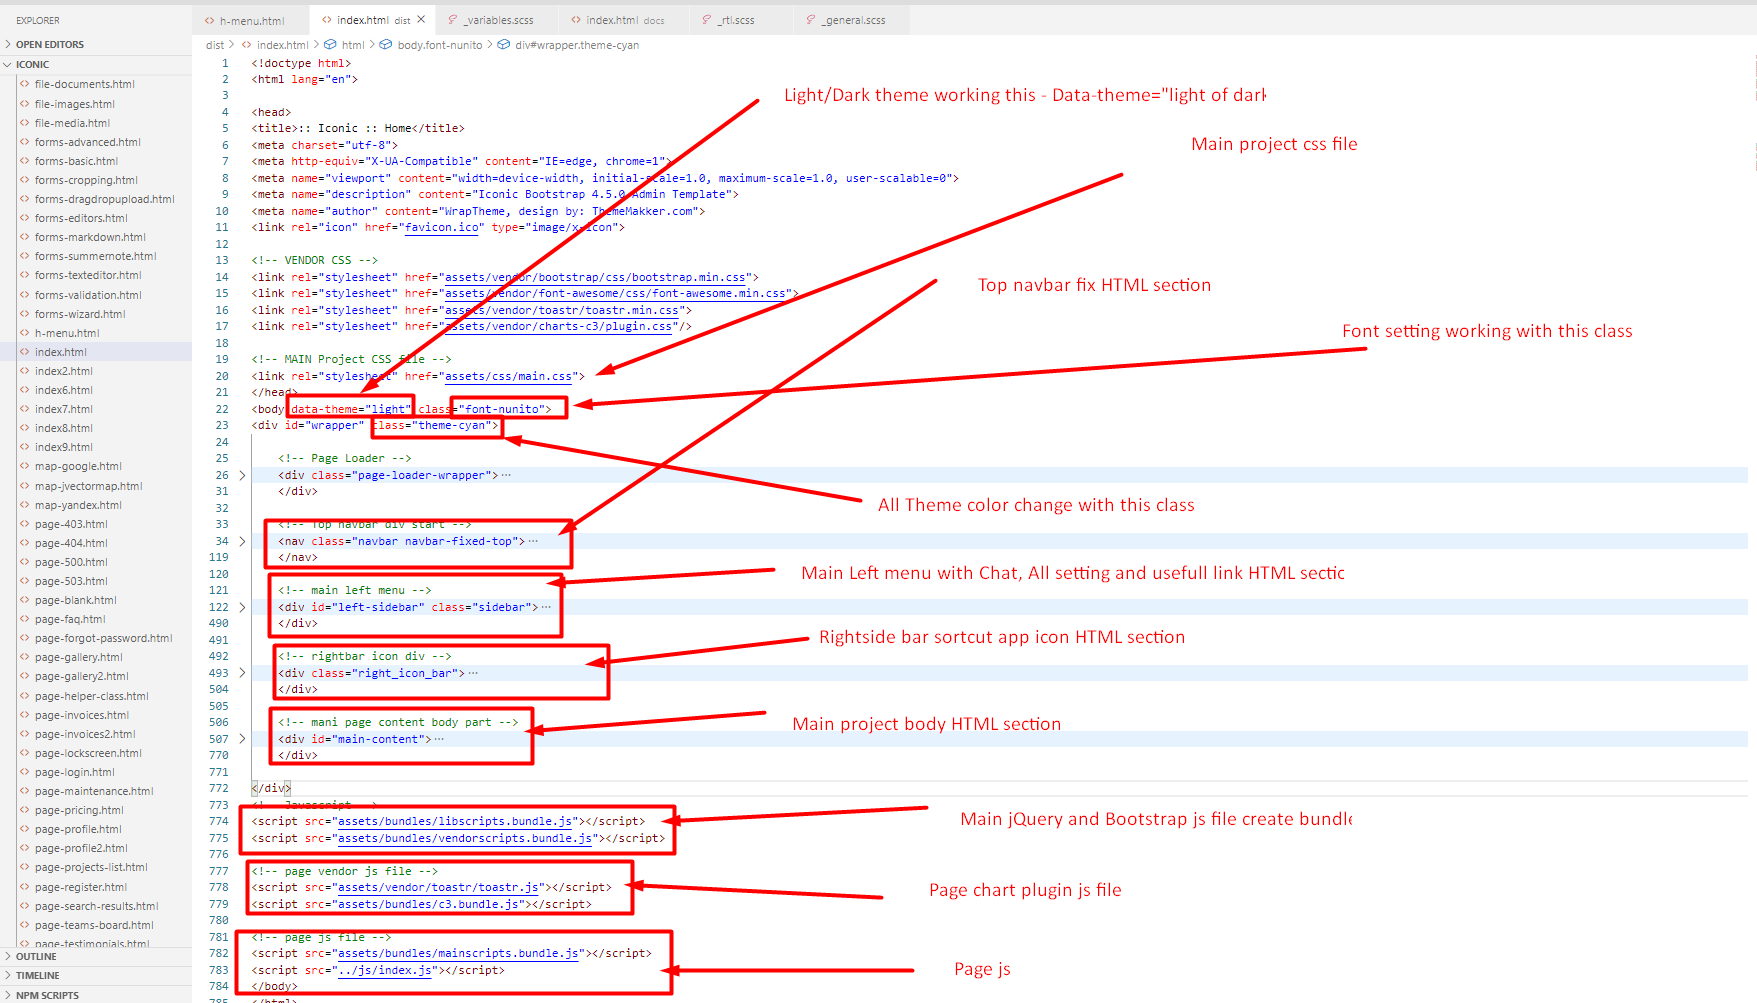 EXPLORER
OPEN EDITORS
ICONIC
file-documents.html
file-images.html
file-media.html
forms-advanced.html
forms-basic.html
forms-cropping.html
forms-dragdropupload.html
forms-editors.html
forms-markdown.html
forms-summernote.html
forms-texteditor.html
forms-validation.html
forms-wizard.html
h-menu.html
index.html
index2.html
index6.html
index7.html
index8.html
index9.html
map-google.html
map-jvectormap.html
map-yandex.html
page-403.html
page-404.html
page-500.html
page-503.html
page-blank.html
page-faq.html
page-forgot-password.html
page-gallery.html
page-gallery2.html
page-helper-class.html
page-invoices.html
page-invoices2.html
page-lockscreen.html
page-login.html
page-maintenance.html
page-pricing.html
page-profile.html
page-profile2.html
page-projects-list.html
page-register.html
page-search-results.html
page-teams-board.html
page-testimonials.html
OUTLINE
TIMELINE
NPM SCRIPTS
h-menu.html index.html dist _variables.scss index.html docs _rtl.scss _general.scss
dist > index.html > html > body.font-nunito > div#wrapper.theme-cyan
1 <!doctype html>
2 <html lang="en">
3
4 <head>
5 <title>:: Iconic :: Home</title>
6 <meta charset="utf-8">
7 <meta http-equiv="X-UA-Compatible" content="IE=edge, chrome=1">
8 <meta name="viewport" content="width=device-width, initial-scale=1.0, maximum-scale=1.0, user-scalable=0">
9 <meta name="description" content="Iconic Bootstrap 4.5.0 Admin Template">
10 <meta name="author" content="WrapTheme, design by: ThemeMakker.com">
11 <link rel="icon" href="favicon.ico" type="image/x-icon">
12
13 <!-- VENDOR CSS -->
14 <link rel="stylesheet" href="assets/vendor/bootstrap/css/bootstrap.min.css">
15 <link rel="stylesheet" href="assets/vendor/font-awesome/css/font-awesome.min.css">
16 <link rel="stylesheet" href="assets/vendor/toastr/toastr.min.css">
17 <link rel="stylesheet" href="assets/vendor/charts-c3/plugin.css"/>
18
19 <!-- MAIN Project CSS file -->
20 <link rel="stylesheet" href="assets/css/main.css">
21 </head>
22 <body data-theme="light" class="font-nunito">
23 <div id="wrapper" class="theme-cyan">
24
25 <!-- Page Loader -->
26 <div class="page-loader-wrapper">···
31 </div>
32
33 <!-- Top navbar div start -->
34 <nav class="navbar navbar-fixed-top">···
119 </nav>
120
121 <!-- main left menu -->
122 <div id="left-sidebar" class="sidebar">···
490 </div>
491
492 <!-- rightbar icon div -->
493 <div class="right_icon_bar">···
504 </div>
505
506 <!-- mani page content body part -->
507 <div id="main-content">···
770 </div>
771
772 </div>
773 <!-- Javascript -->
774 <script src="assets/bundles/libscripts.bundle.js"></script>
775 <script src="assets/bundles/vendorscripts.bundle.js"></script>
776
777 <!-- page vendor js file -->
778 <script src="assets/vendor/toastr/toastr.js"></script>
779 <script src="assets/bundles/c3.bundle.js"></script>
780
781 <!-- page js file -->
782 <script src="assets/bundles/mainscripts.bundle.js"></script>
783 <script src="../js/index.js"></script>
784 </body>
785 </html>
Light/Dark theme working this - Data-theme="light of dark
Main project css file
Top navbar fix HTML section
Font setting working with this class
All Theme color change with this class
Main Left menu with Chat, All setting and usefull link HTML sectic
Rightside bar sortcut app icon HTML section
Main project body HTML section
Main jQuery and Bootstrap js file create bundle
Page chart plugin js file
Page js